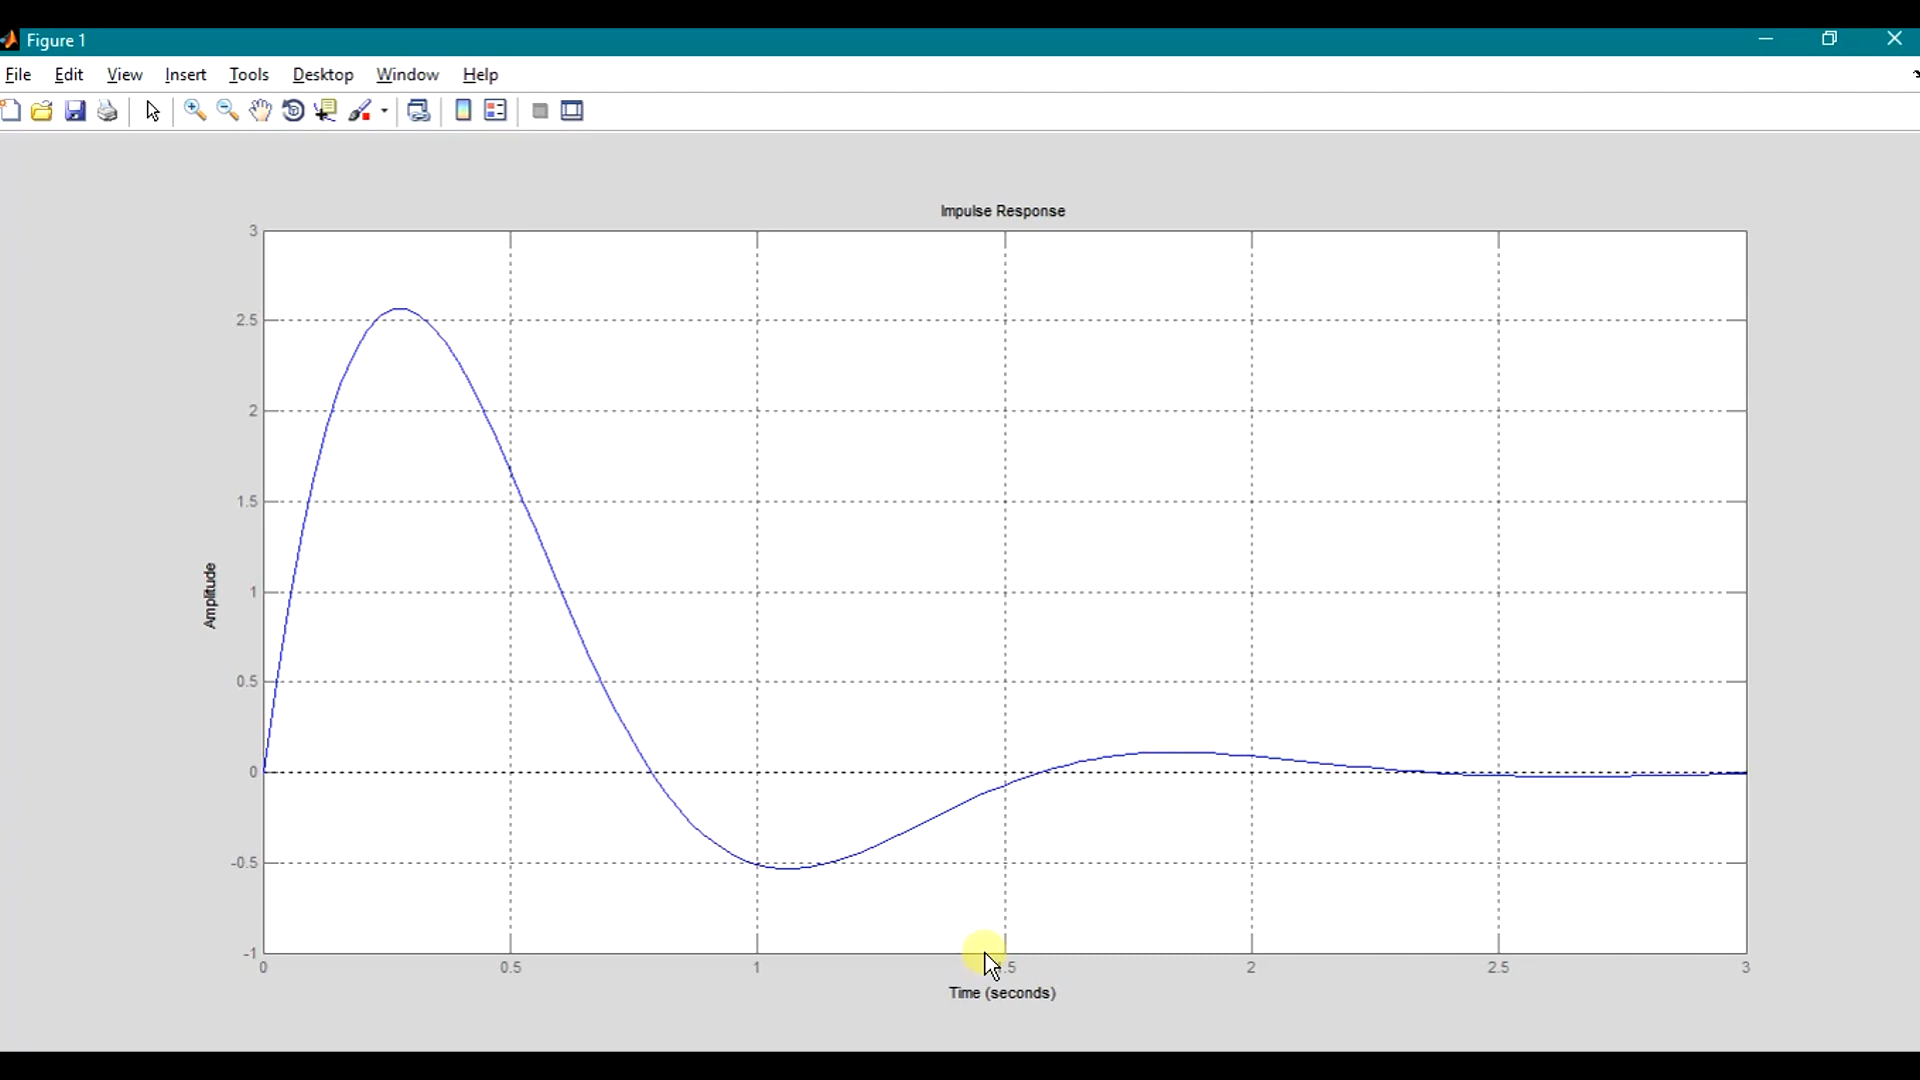 Figure 1
File Edit View Insert Tools Desktop Window Help
Impulse Response
3
2.5
2
1.5
1
0.5
0
-0.5
-1
Amplitude
0 0.5 1 .5 2 2.5 3
Time (seconds)